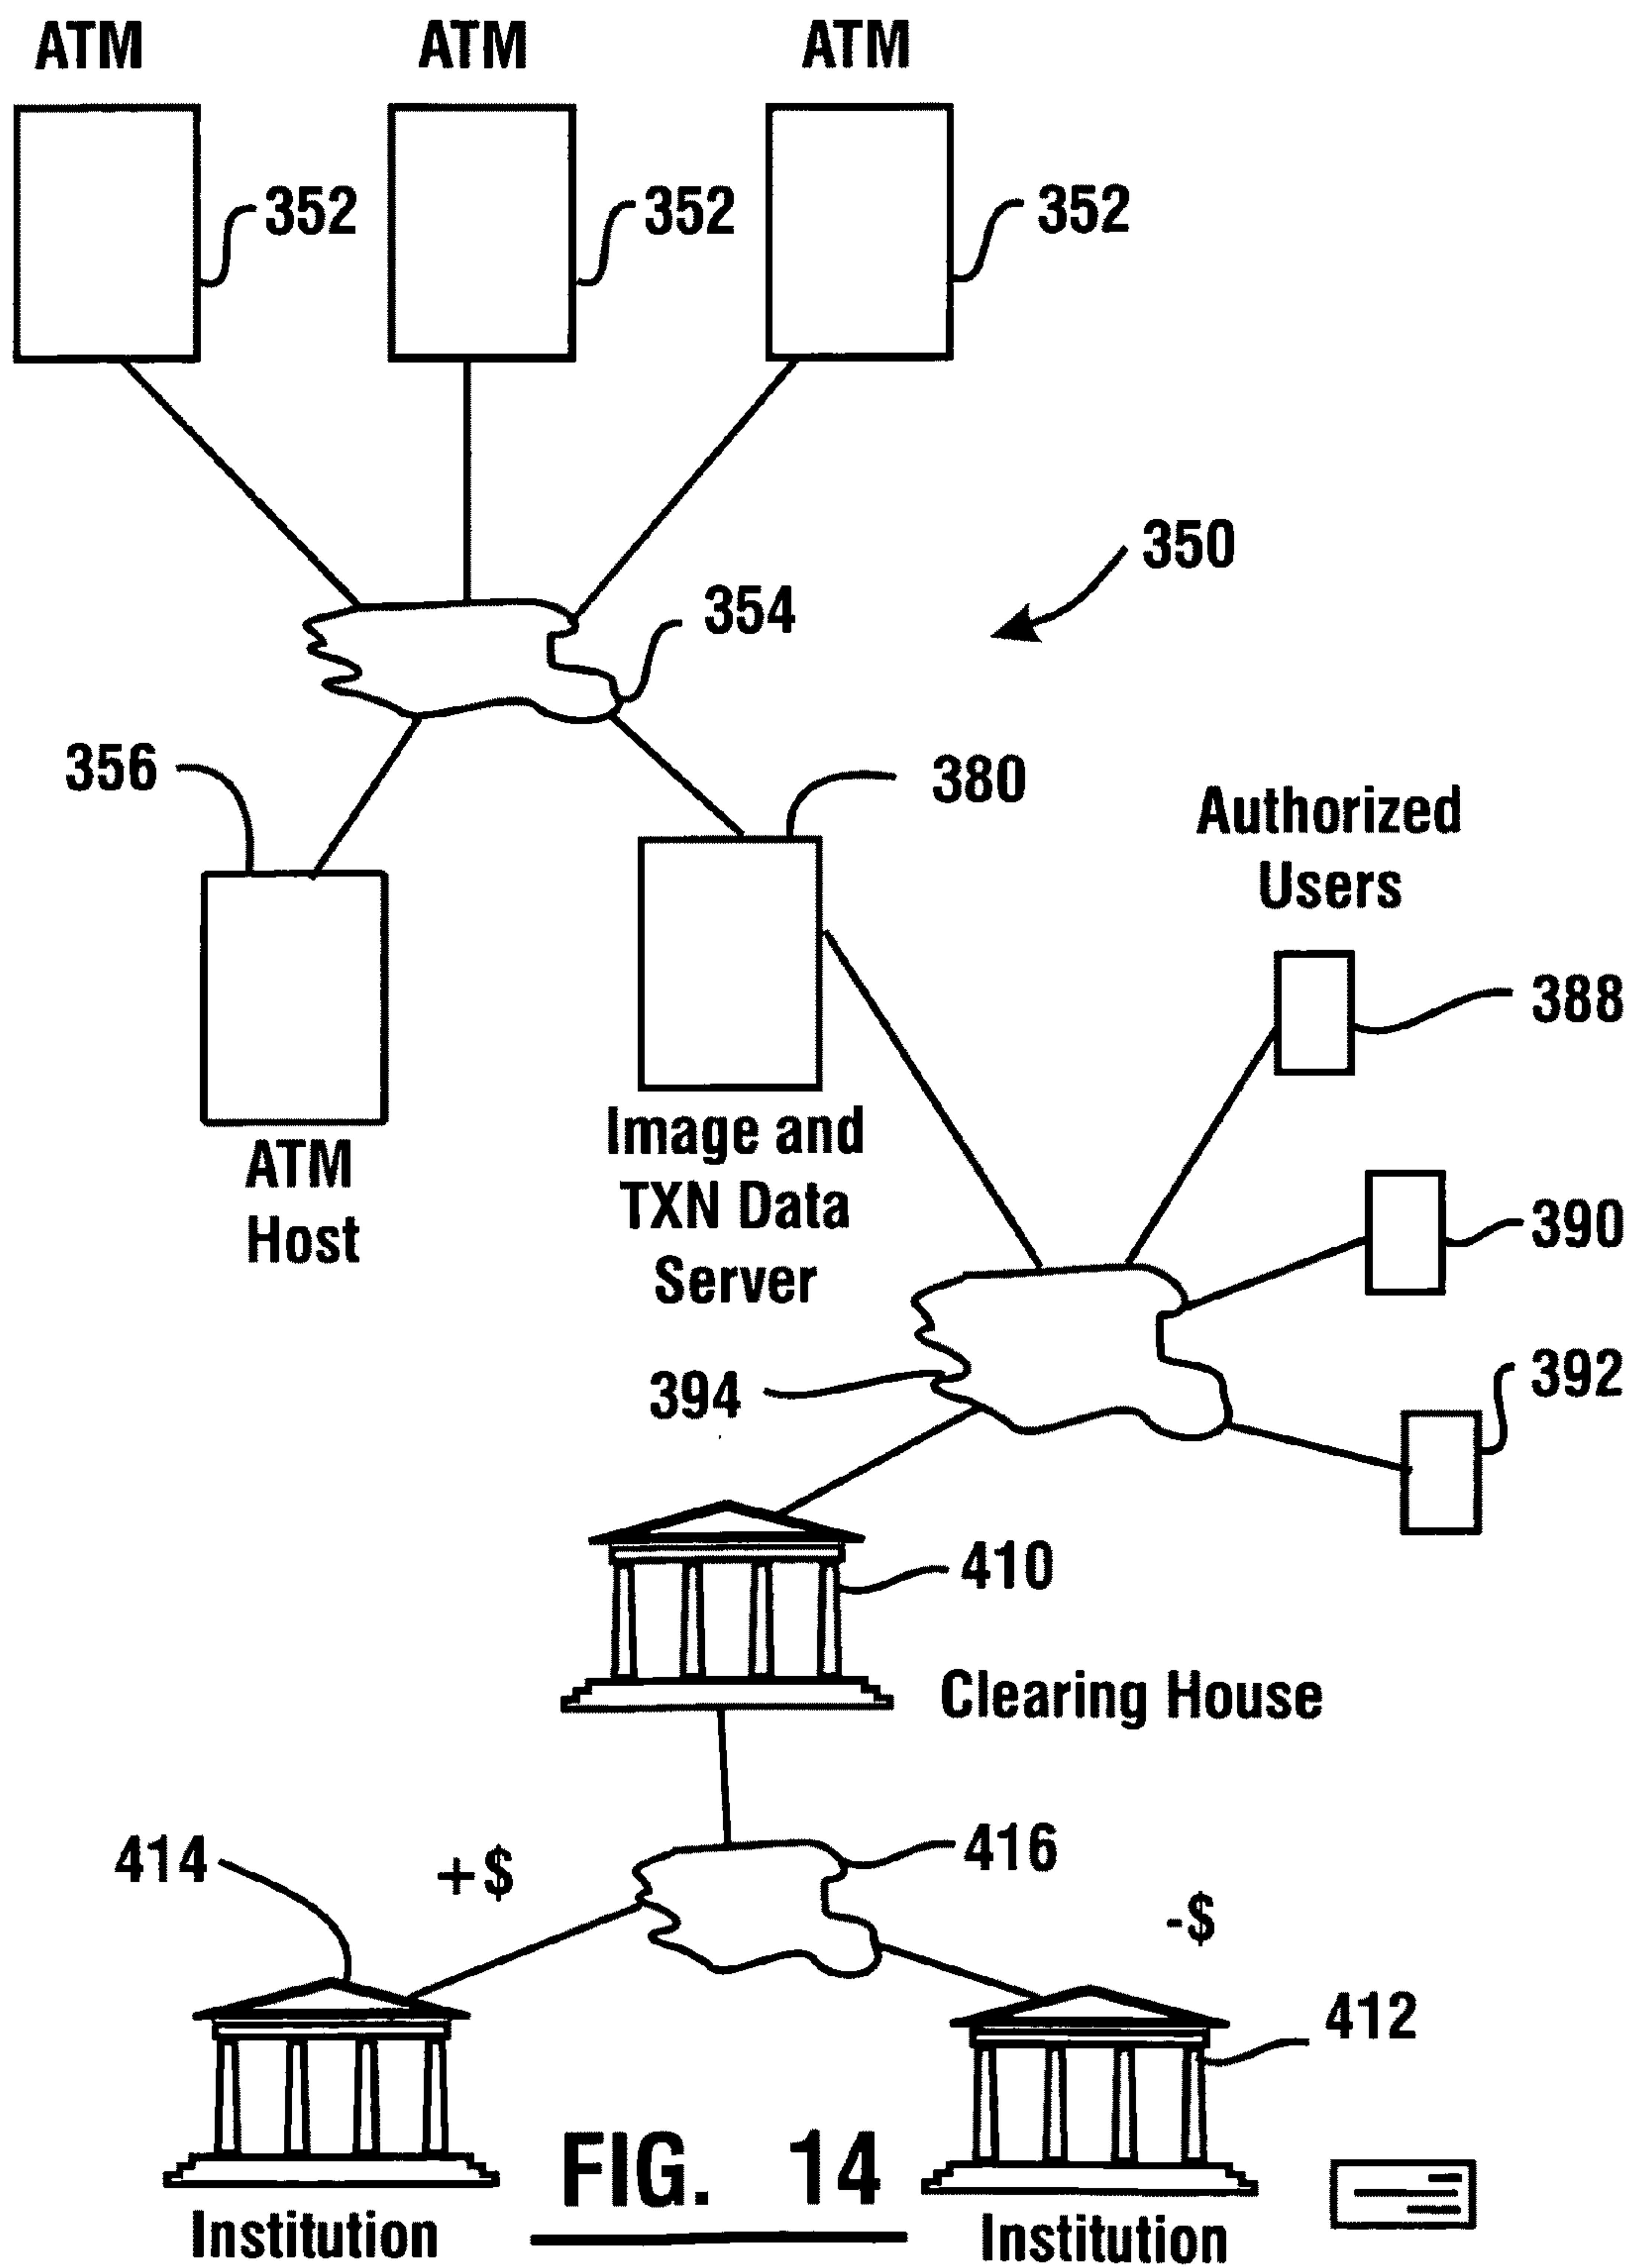 ATM
ATM
ATM
352
352
352
350
354
356
380
Authorized
Users
388
ATM
Host
Image and
TXN Data
Server
390
394
392
410
Clearing House
414
+$
416
-$
412
Institution
FIG. 14
Institution